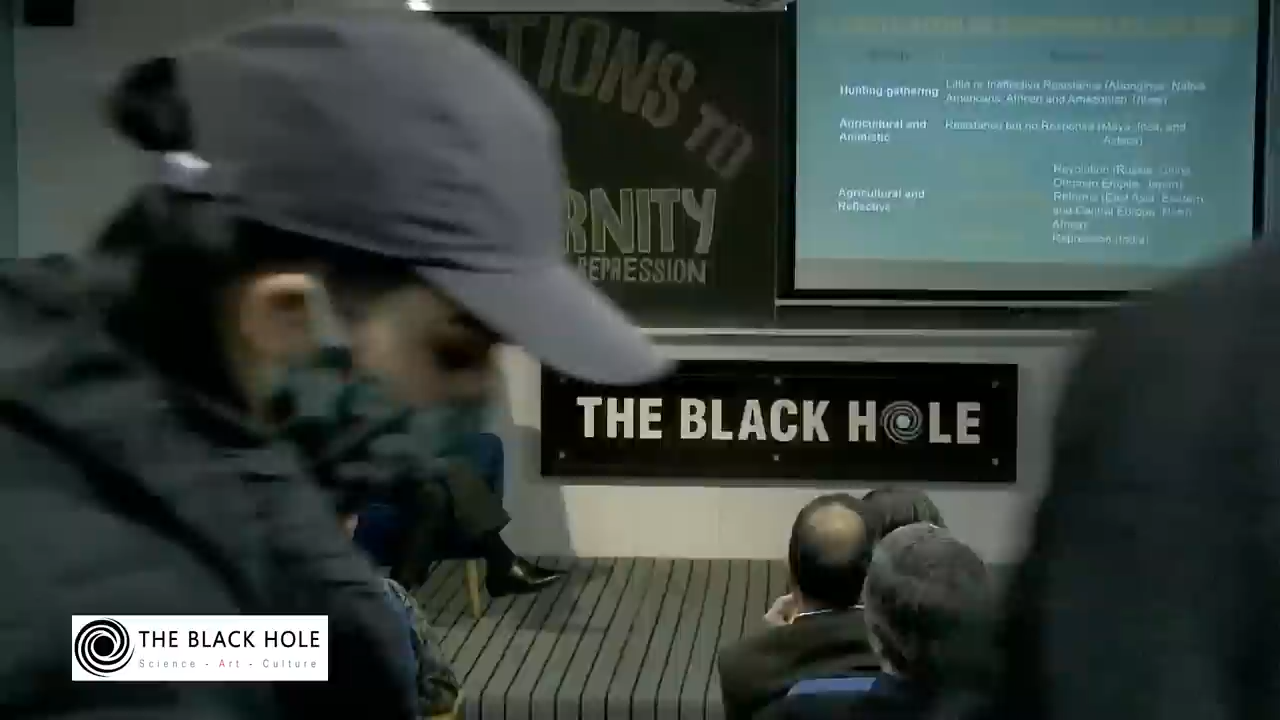 TIONS TO
RNITY
REPRESSION
Hunting-gathering
Little or Ineffective Resistance (Aborigines, Native
Americans, African and Amazonian Tribes)
Agricultural and
Animistic
Resistance but no Response (Maya, Inca, and
Aztecs)
Agricultural and
Reflective
Revolution (Russia, China,
Ottoman Empire, Japan)
Reforms (East Asia, Eastern
and Central Europe, North
Africa)
Repression (India)
THE BLACK HOLE
THE BLACK HOLE
Science - Art - Culture